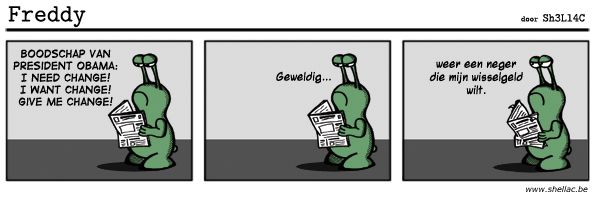 Freddy
door Sh3L14C
BOODSCHAP VAN
PRESIDENT OBAMA:
I NEED CHANGE!
I WANT CHANGE!
GIVE ME CHANGE!
Geweldig...
weer een neger
die mijn wisselgeld
wilt.
www.shellac.be